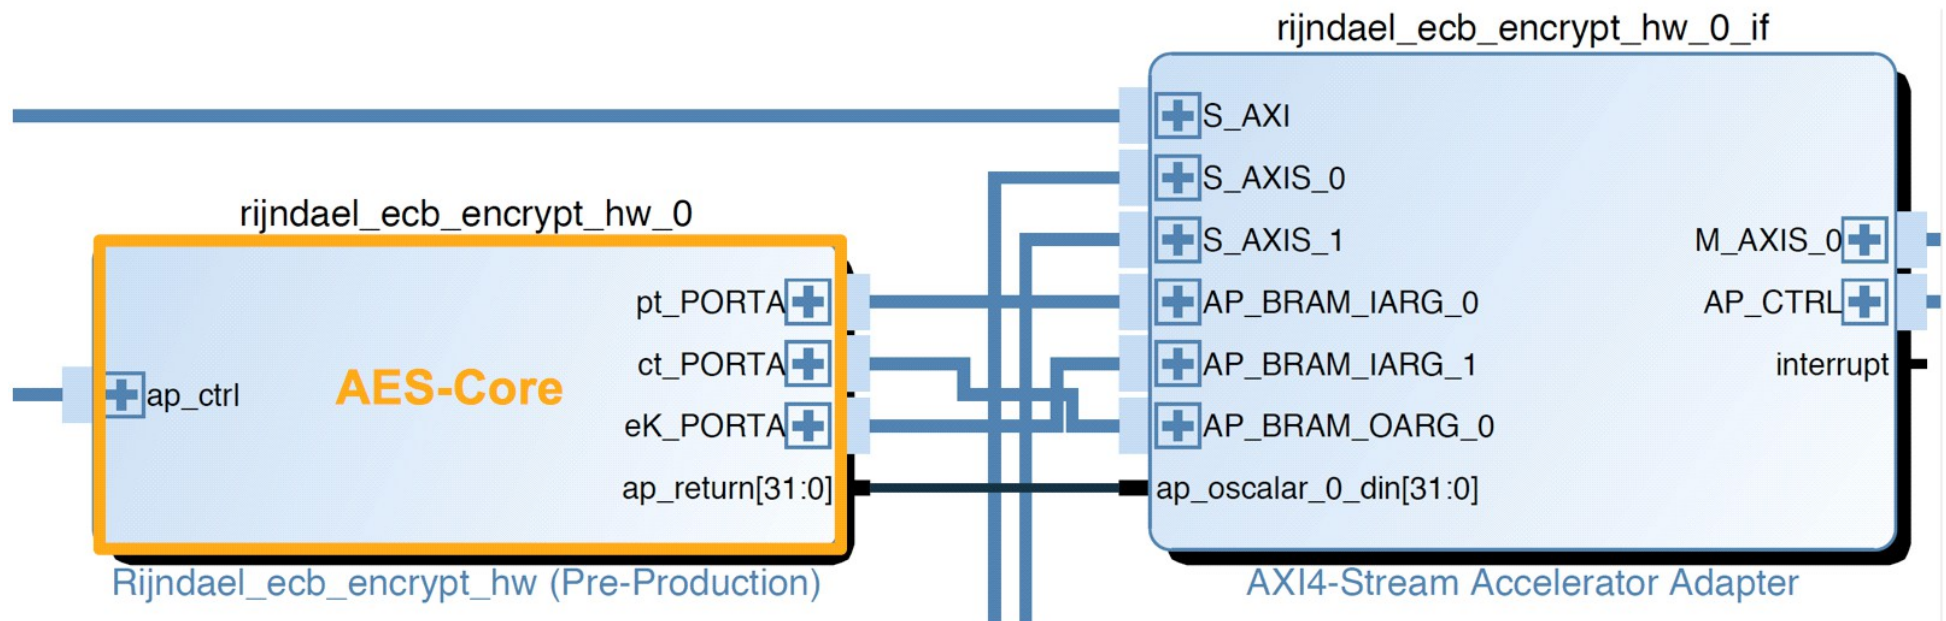 rijndael_ecb_encrypt_hw_0_if
S_AXI
S_AXIS_0
S_AXIS_1
AP_BRAM_IARG_0
AP_BRAM_IARG_1
AP_BRAM_OARG_0
ap_oscalar_0_din[31:0]
M_AXIS_0
AP_CTRL
interrupt
AXI4-Stream Accelerator Adapter
rijndael_ecb_encrypt_hw_0
pt_PORTA
ct_PORTA
eK_PORTA
ap_return[31:0]
ap_ctrl
AES-Core
Rijndael_ecb_encrypt_hw (Pre-Production)